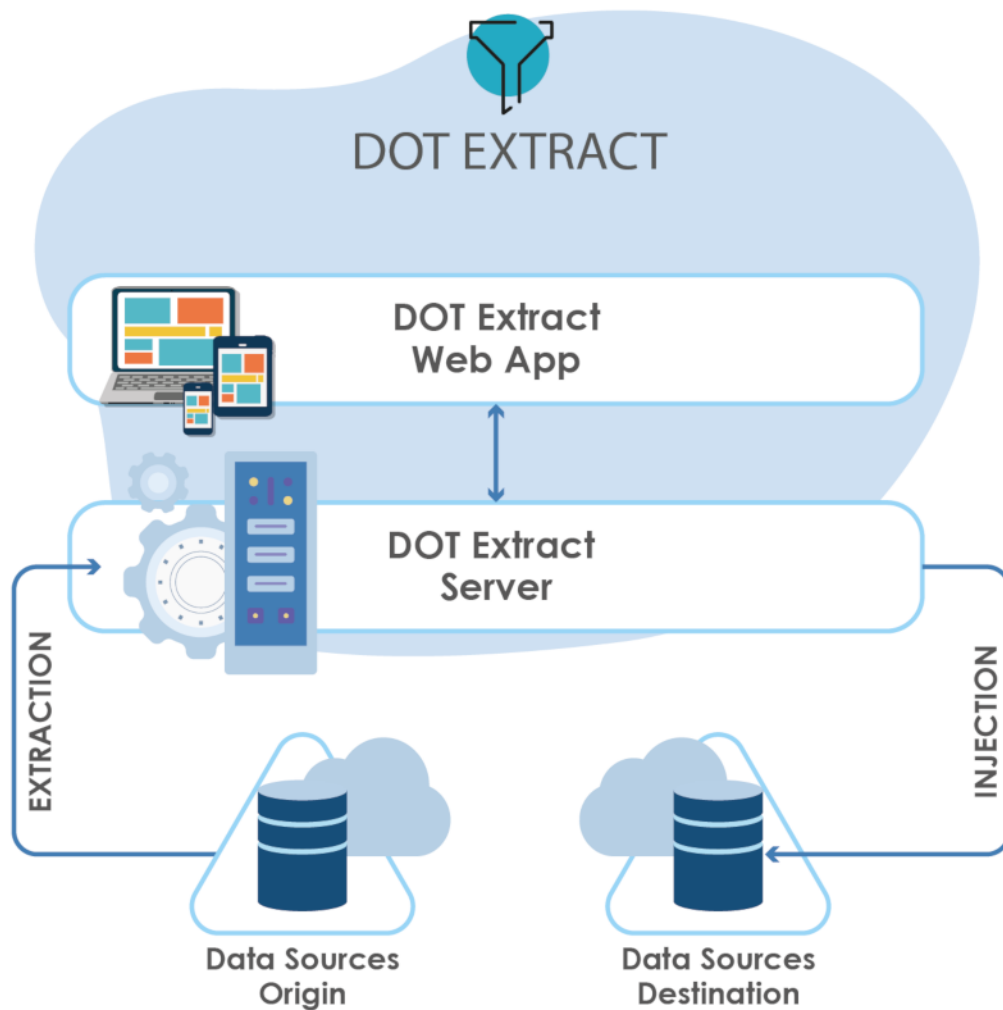 DOT EXTRACT
DOT Extract
Web App
DOT Extract
Server
EXTRACTION
INJECTION
Data Sources
Origin
Data Sources
Destination